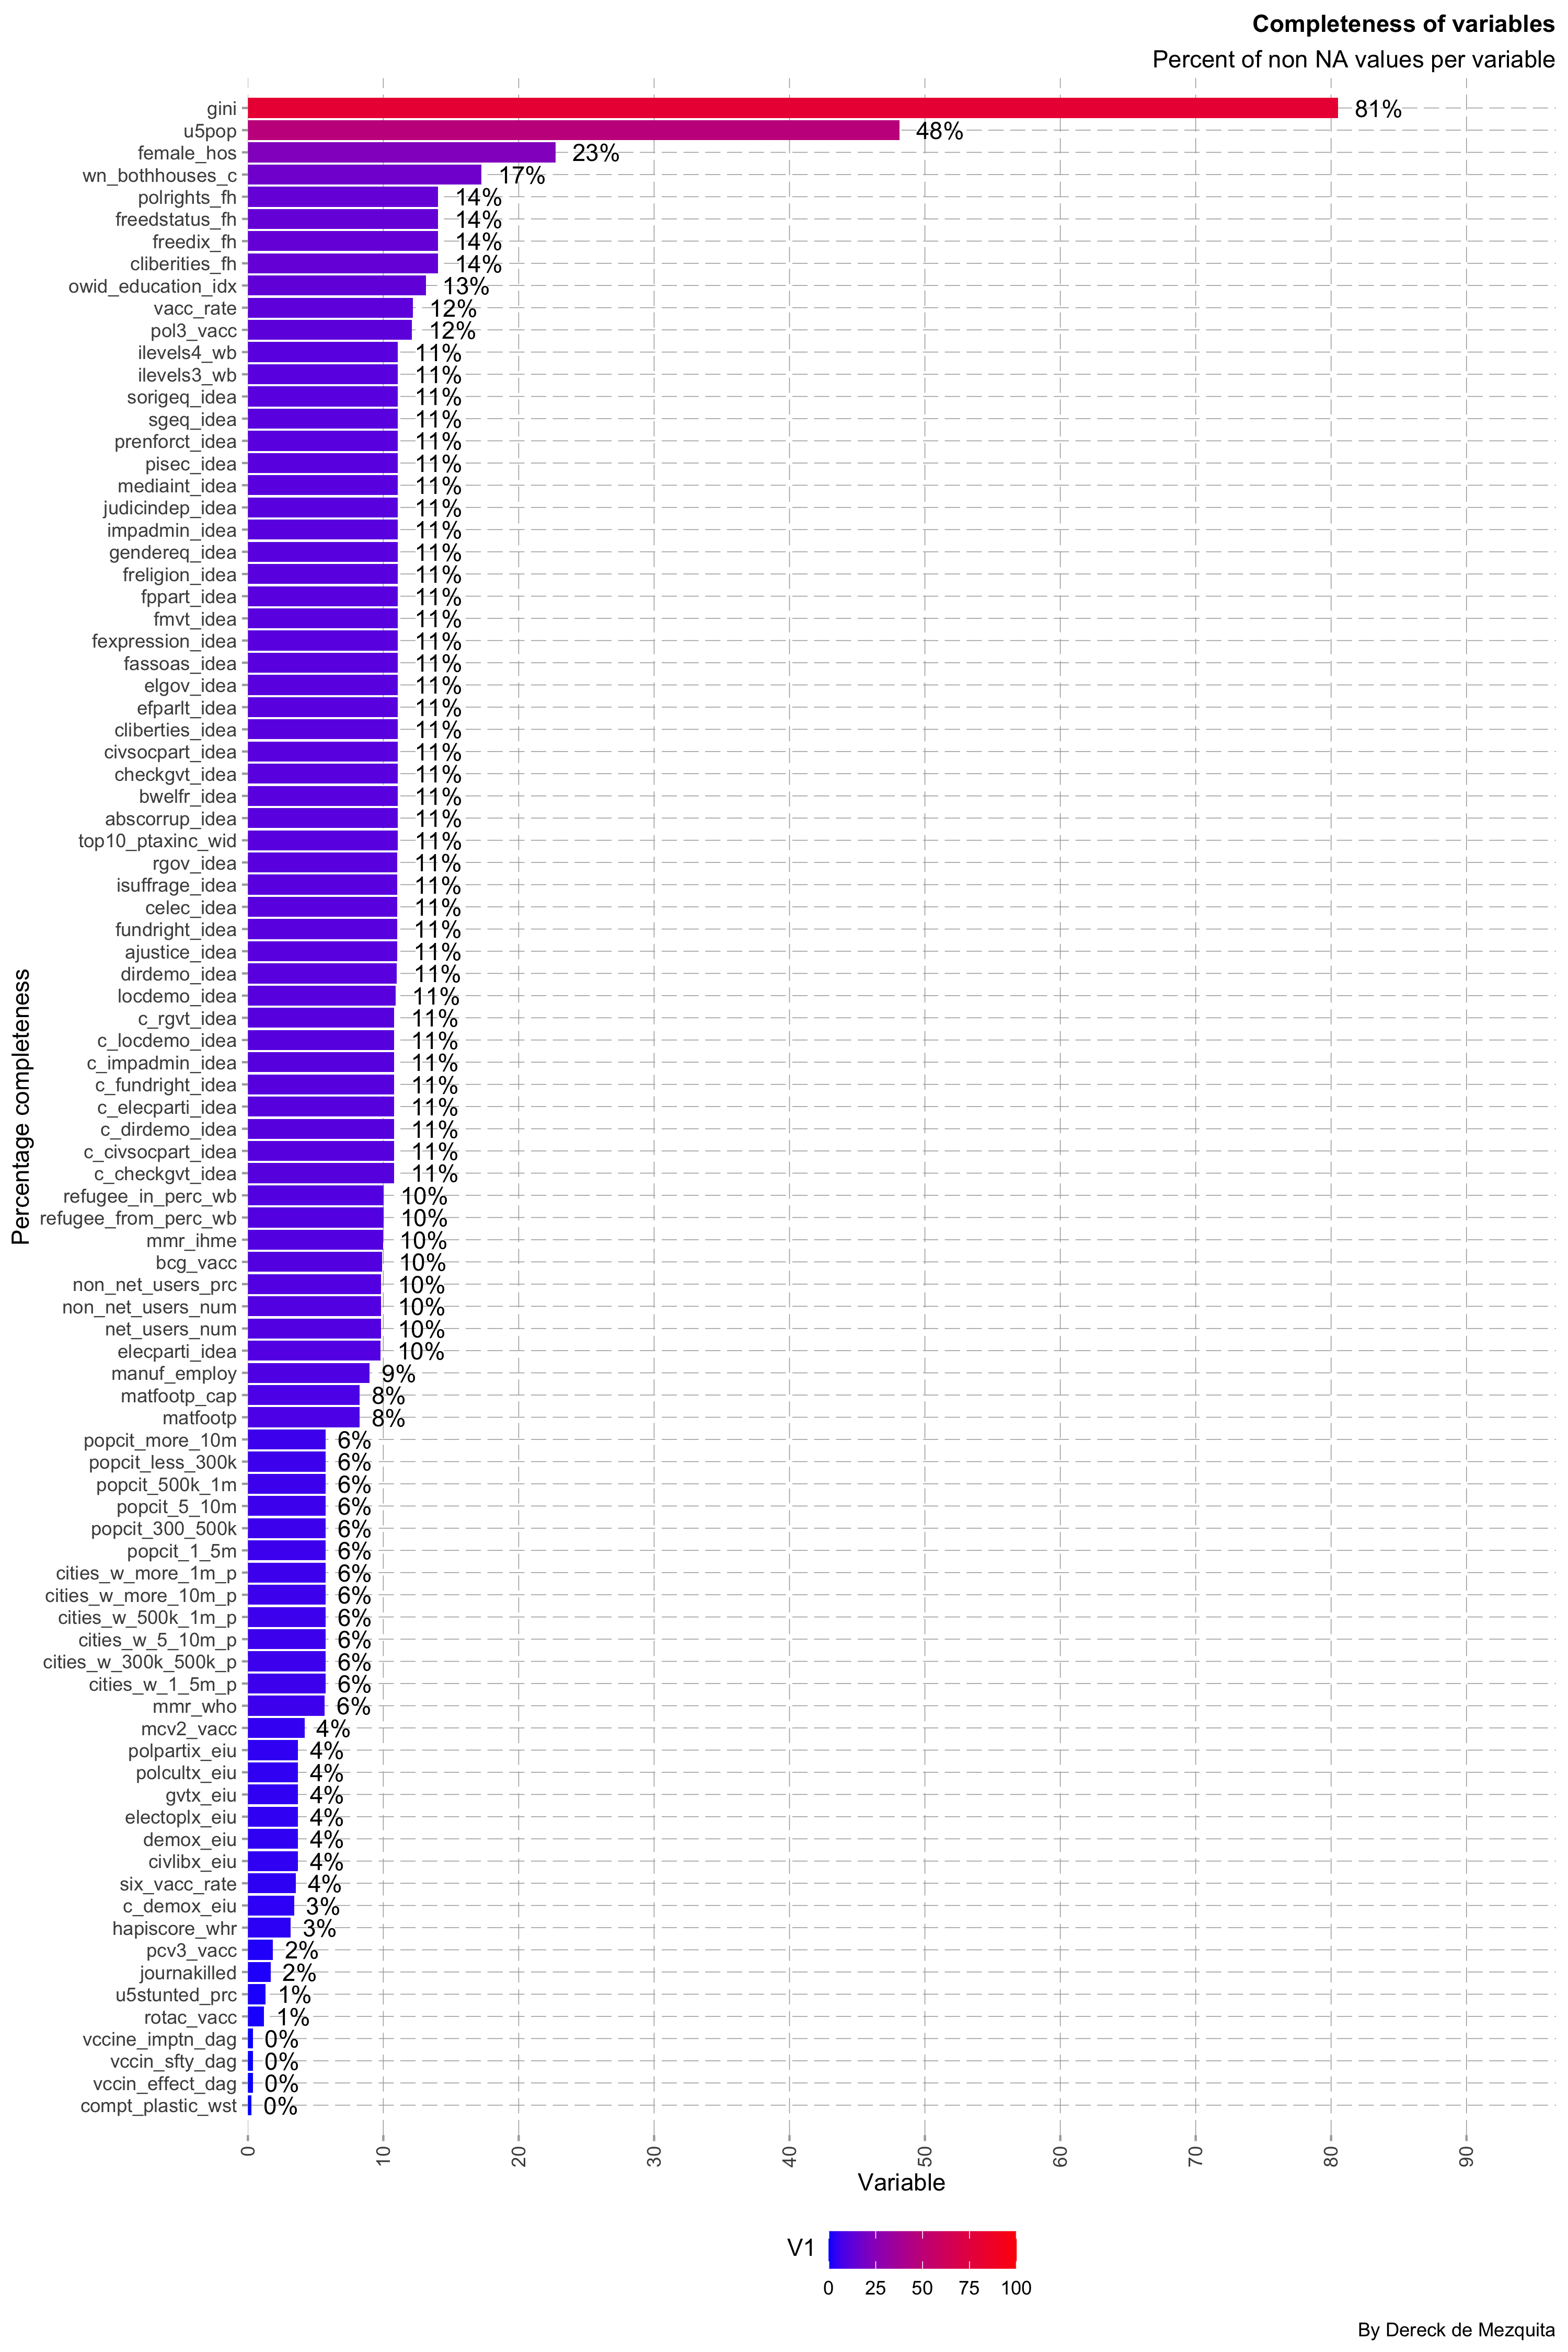 Completeness of variables
Percent of non NA values per variable
gini 81%
u5pop 48%
female_hos 23%
wn_bothhouses_c 17%
polrights_fh 14%
freedstatus_fh 14%
freedix_fh 14%
cliberities_fh 14%
owid_education_idx 13%
vacc_rate 12%
pol3_vacc 12%
ilevels4_wb 11%
ilevels3_wb 11%
sorigeq_idea 11%
sgeq_idea 11%
prenforct_idea 11%
pisec_idea 11%
mediaint_idea 11%
judicindep_idea 11%
impadmin_idea 11%
gendereq_idea 11%
freligion_idea 11%
fppart_idea 11%
fmvt_idea 11%
fexpression_idea 11%
fassoas_idea 11%
elgov_idea 11%
efparlt_idea 11%
cliberties_idea 11%
civsocpart_idea 11%
checkgvt_idea 11%
bwelfr_idea 11%
abscorrup_idea 11%
top10_ptaxinc_wid 11%
rgov_idea 11%
isuffrage_idea 11%
celec_idea 11%
fundright_idea 11%
ajustice_idea 11%
dirdemo_idea 11%
locdemo_idea 11%
c_rgvt_idea 11%
c_locdemo_idea 11%
c_impadmin_idea 11%
c_fundright_idea 11%
c_elecparti_idea 11%
c_dirdemo_idea 11%
c_civsocpart_idea 11%
c_checkgvt_idea 11%
refugee_in_perc_wb 10%
refugee_from_perc_wb 10%
mmr_ihme 10%
bcg_vacc 10%
non_net_users_prc 10%
non_net_users_num 10%
net_users_num 10%
elecparti_idea 10%
manuf_employ 9%
matfootp_cap 8%
matfootp 8%
popcit_more_10m 6%
popcit_less_300k 6%
popcit_500k_1m 6%
popcit_5_10m 6%
popcit_300_500k 6%
popcit_1_5m 6%
cities_w_more_1m_p 6%
cities_w_more_10m_p 6%
cities_w_500k_1m_p 6%
cities_w_5_10m_p 6%
cities_w_300k_500k_p 6%
cities_w_1_5m_p 6%
mmr_who 6%
mcv2_vacc 4%
polpartix_eiu 4%
polcultx_eiu 4%
gvtx_eiu 4%
electoplx_eiu 4%
demox_eiu 4%
civlibx_eiu 4%
six_vacc_rate 4%
c_demox_eiu 3%
hapiscore_whr 3%
pcv3_vacc 2%
journakilled 2%
u5stunted_prc 1%
rotac_vacc 1%
vccine_imptn_dag 0%
vccin_sfty_dag 0%
vccin_effect_dag 0%
compt_plastic_wst 0%
Percentage completeness
0 10 20 30 40 50 60 70 80 90
Variable
V1
0 25 50 75 100
By Dereck de Mezquita